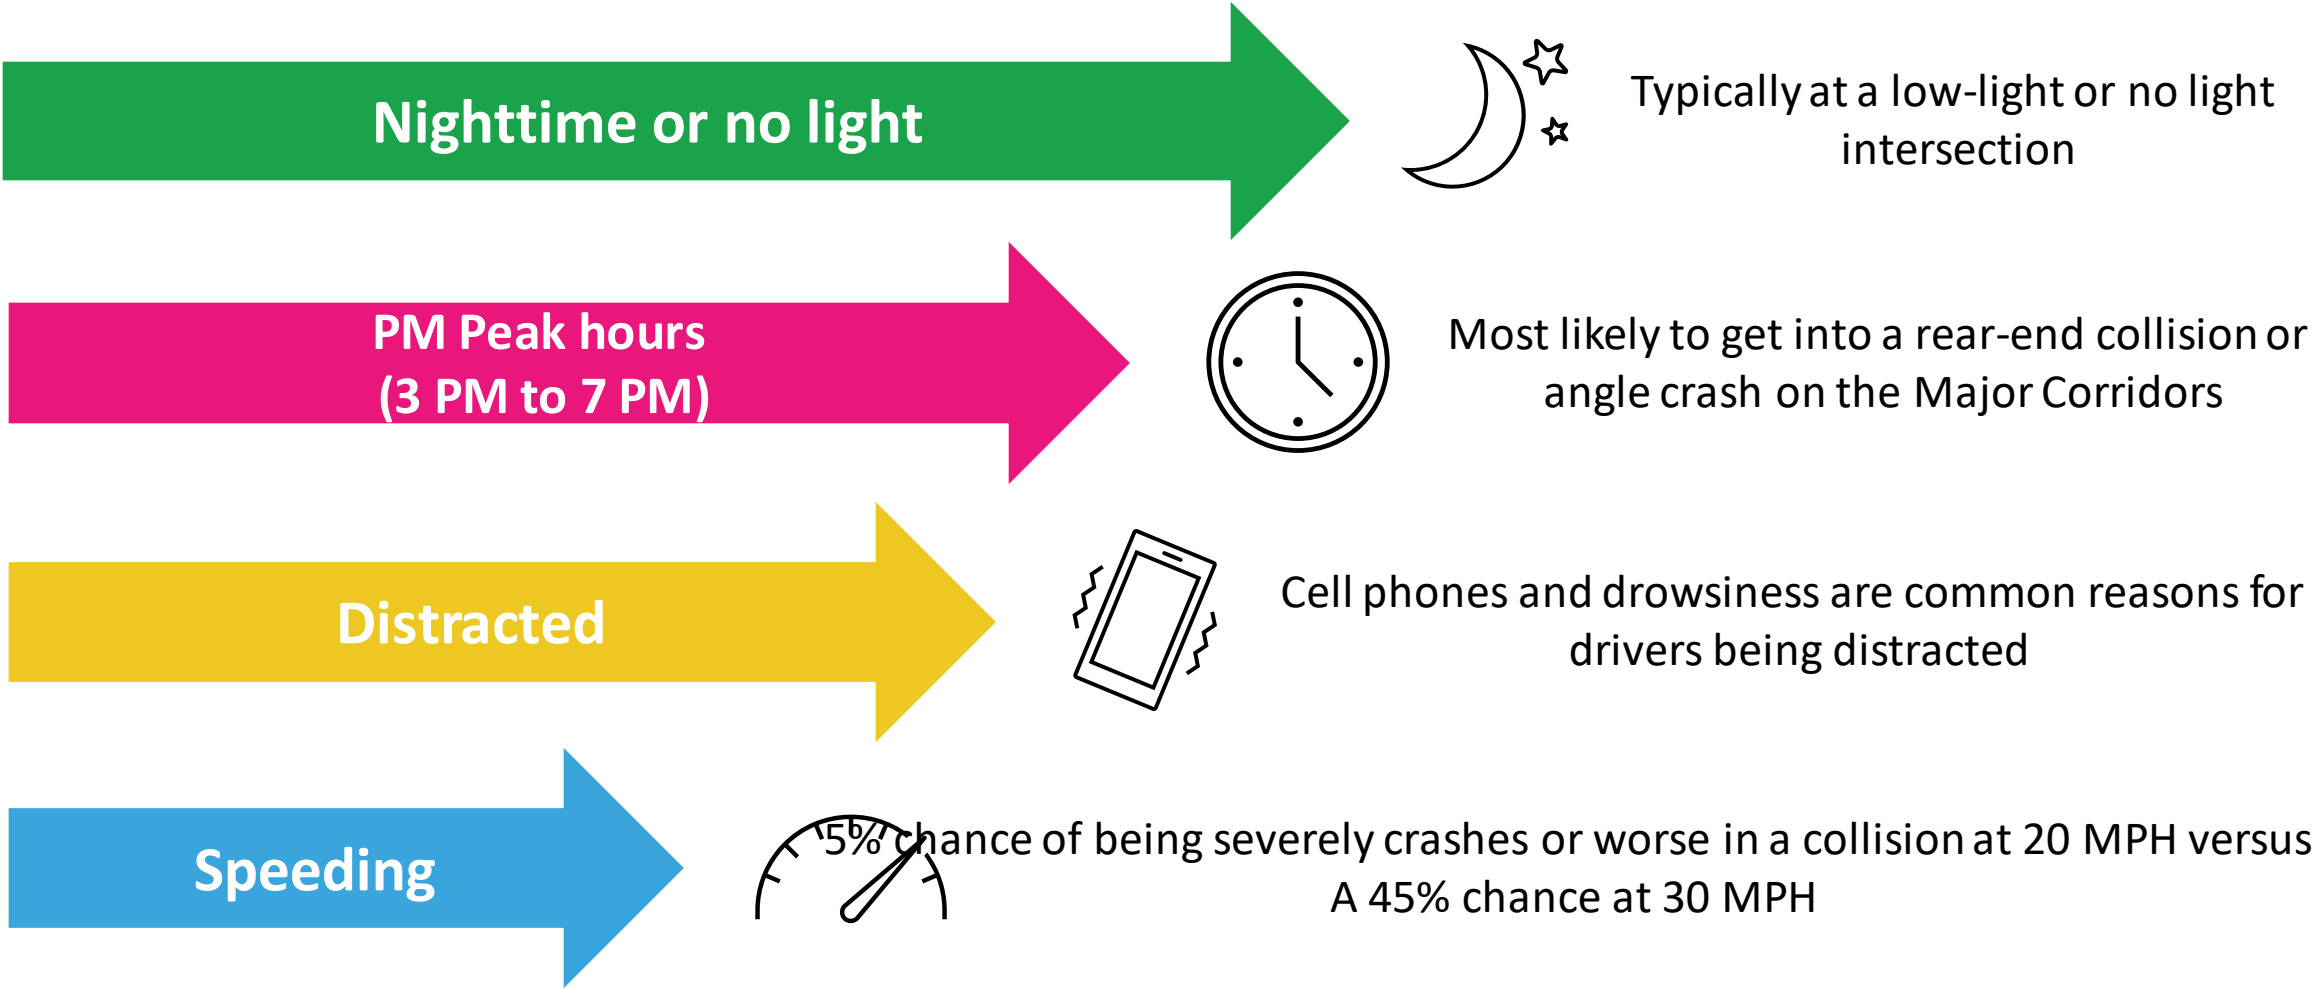 Nighttime or no light
Typically at a low-light or no light
intersection
PM Peak hours
(3 PM to 7 PM)
Most likely to get into a rear-end collision or
angle crash on the Major Corridors
Distracted
Cell phones and drowsiness are common reasons for
drivers being distracted
Speeding
5% chance of being severely crashes or worse in a collision at 20 MPH versus
A 45% chance at 30 MPH